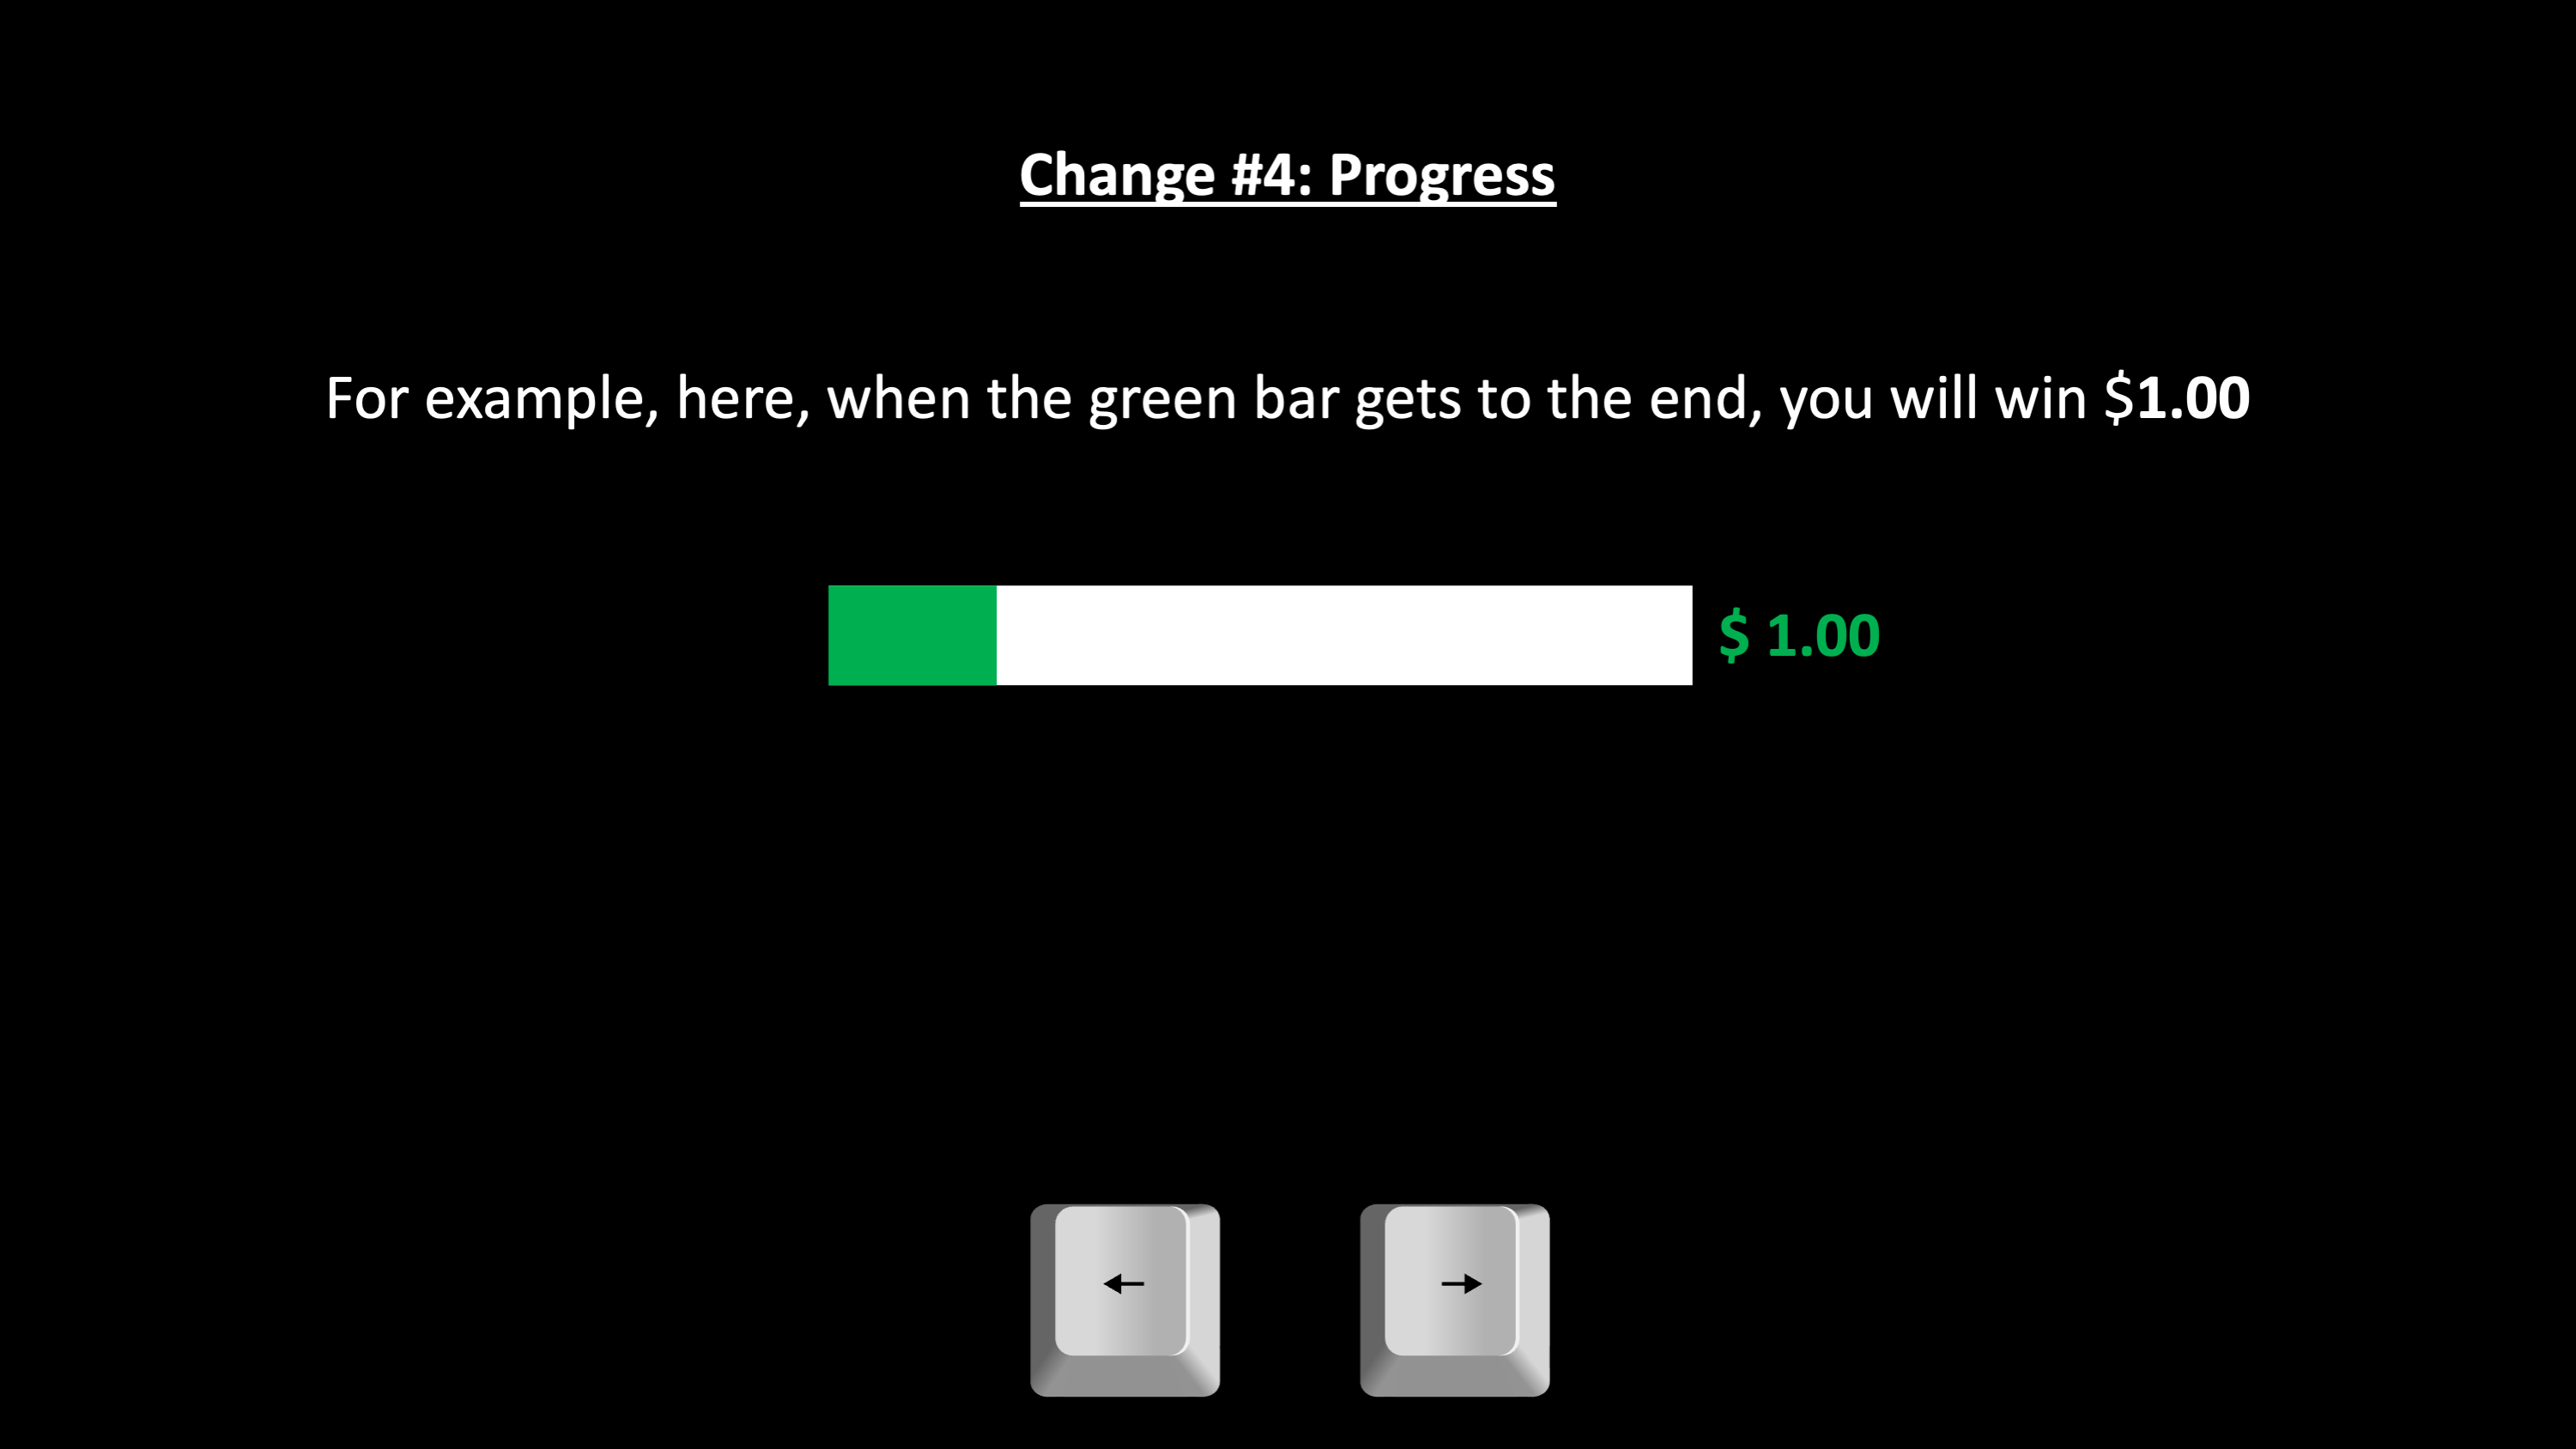 Change #4: Progress
For example, here, when the green bar gets to the end, you will win $1.00
$ 1.00
← →